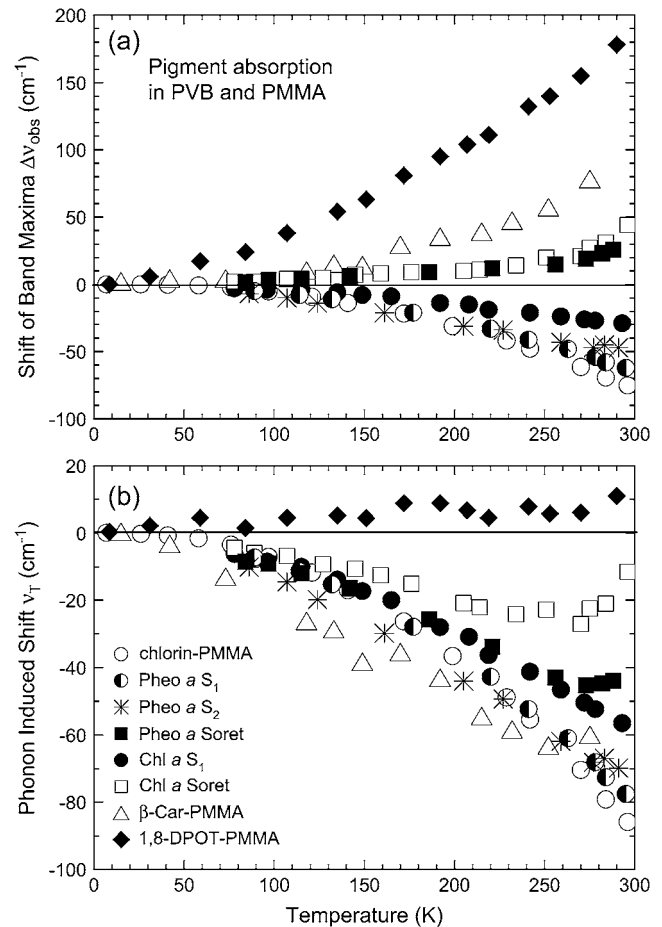 (a)
Pigment absorption
in PVB and PMMA
Shift of Band Maxima Δν_obs (cm⁻¹)
200
150
100
50
0
-50
-100
0 50 100 150 200 250 300
(b)
Phonon Induced Shift ν_T (cm⁻¹)
20
0
-20
-40
-60
-80
-100
chlorin-PMMA
Pheo a S₁
Pheo a S₂
Pheo a Soret
Chl a S₁
Chl a Soret
β-Car-PMMA
1,8-DPOT-PMMA
0 50 100 150 200 250 300
Temperature (K)